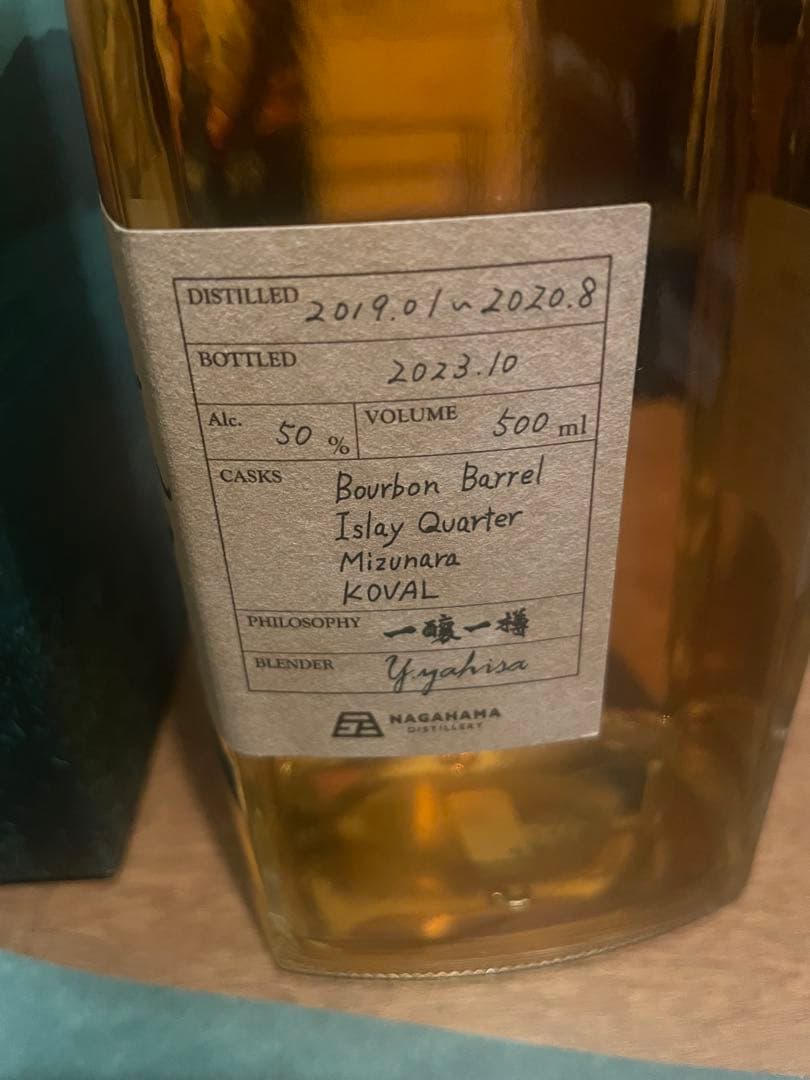 DISTILLED 2019.01~2020.8
BOTTLED 2023.10
Alc. 50 % VOLUME 500 ml
CASKS Bourbon Barrel
Islay Quarter
Mizunara
KOVAL
PHILOSOPHY 一醸一樽
BLENDER Y.yahisa
NAGAHAMA
DISTILLERY